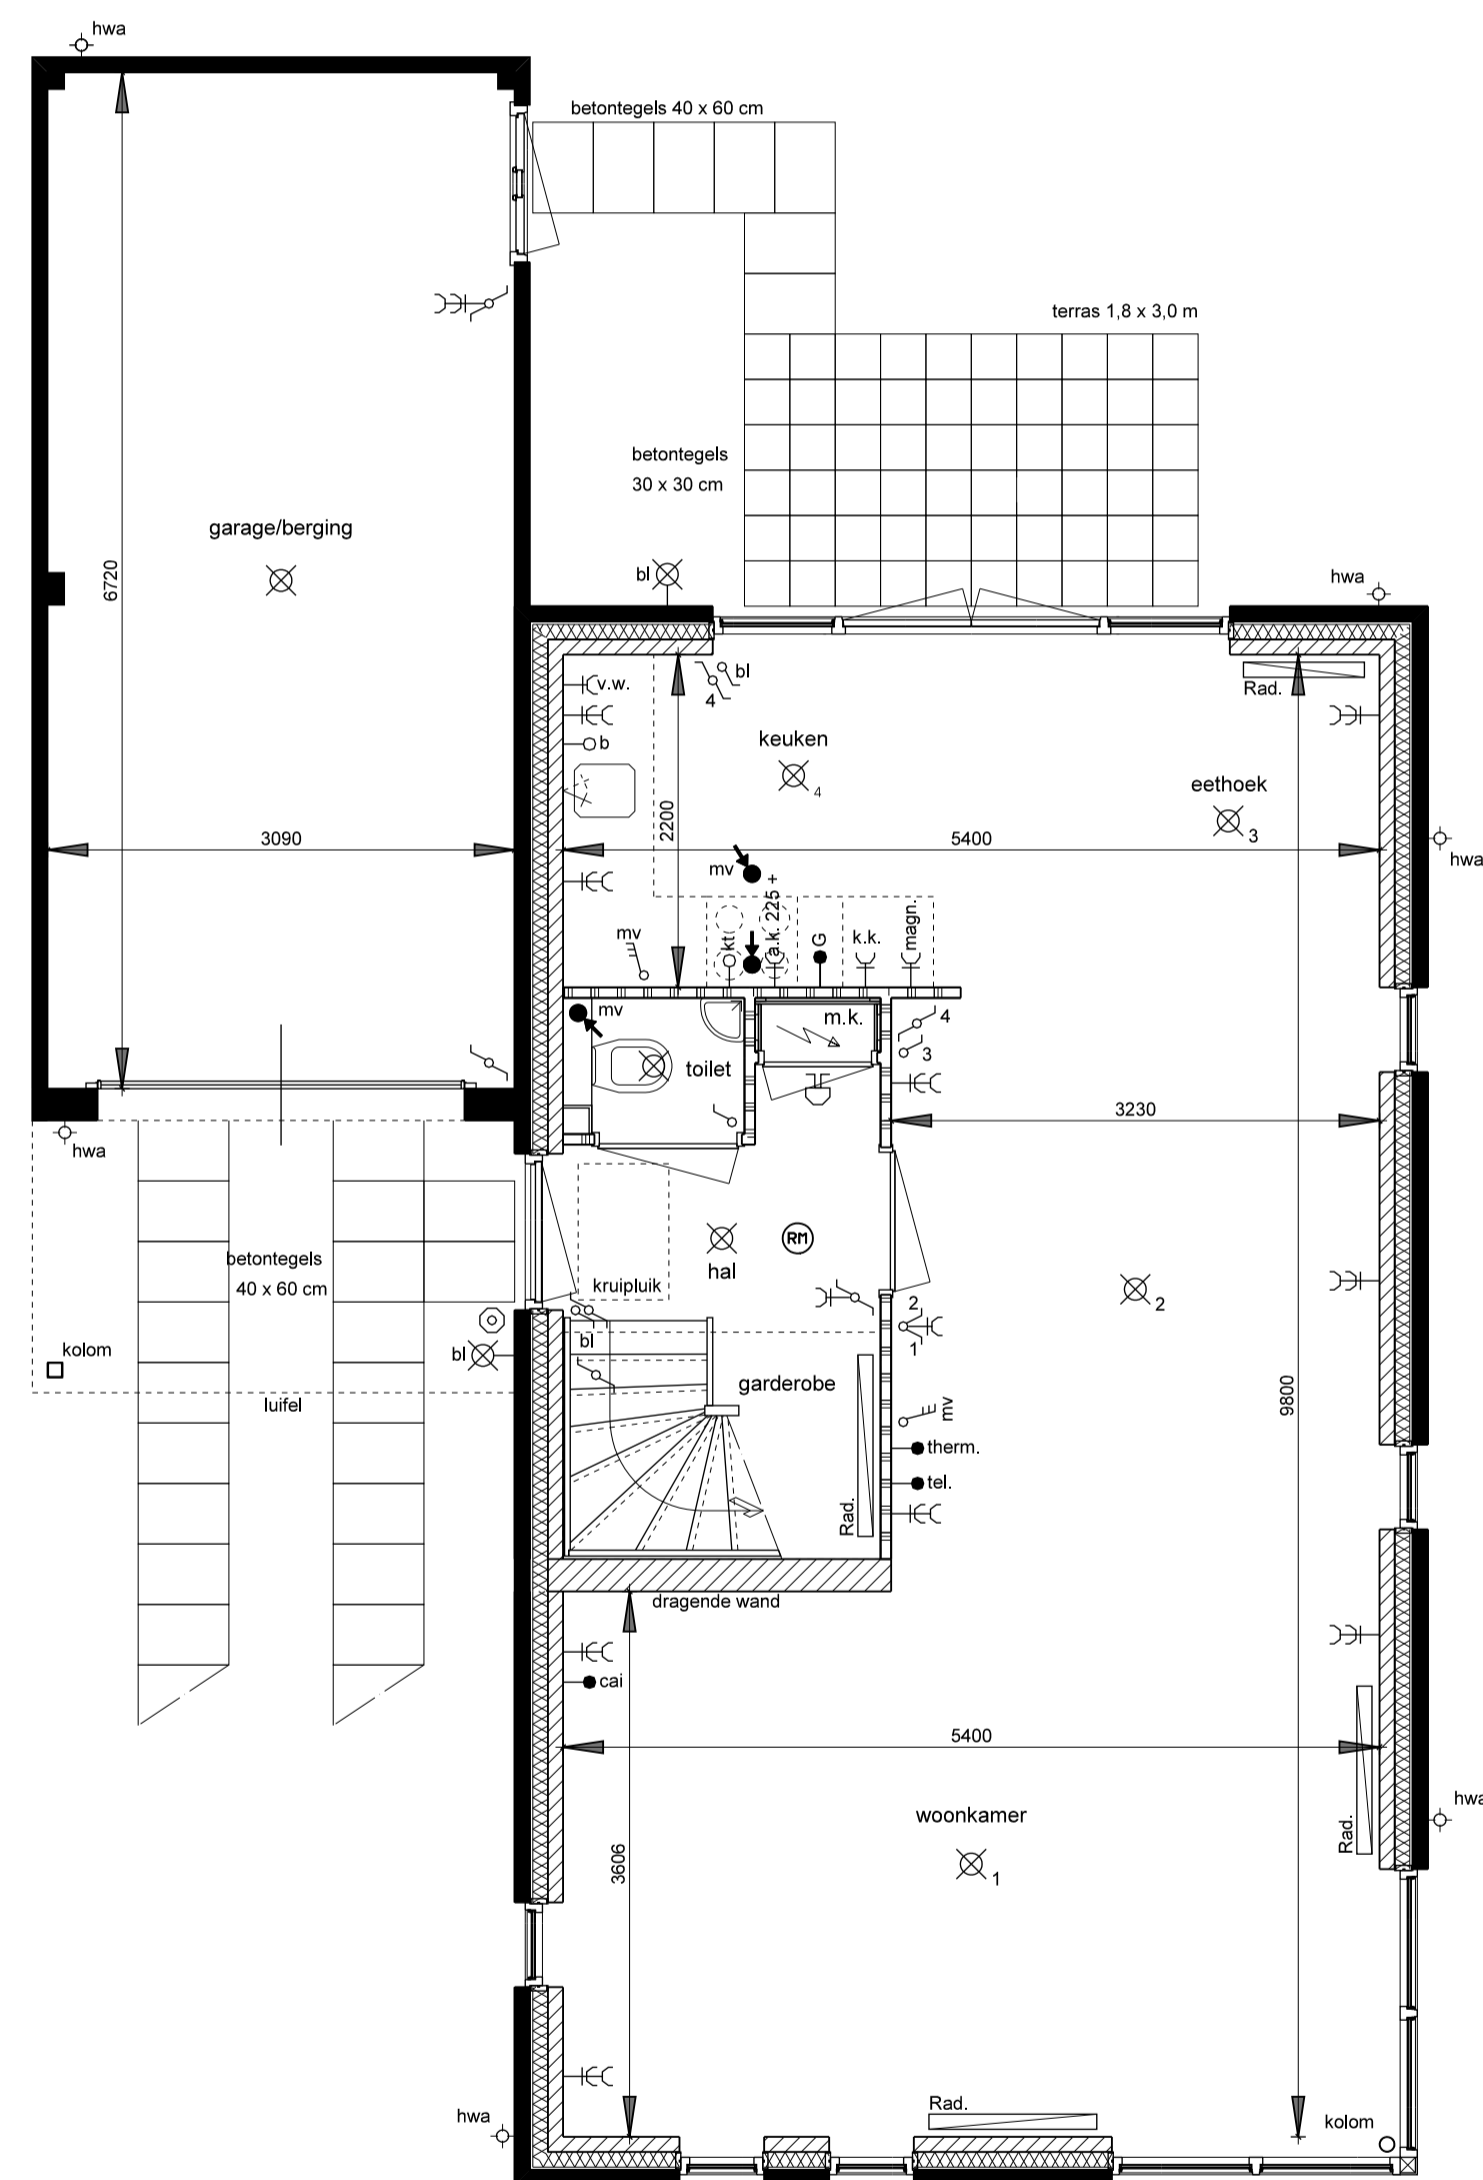 hwa
betontegels 40 x 60 cm
terras 1,8 x 3,0 m
betontegels
30 x 30 cm
garage/berging
6720
bl
hwa
v.w.
4
bl
Rad.
b
keuken
4
eethoek
3
2200
3090
5400
hwa
mv
a.k. 225 +
mv
kt
G
k.k.
magn.
mv
m.k.
4
3
toilet
3230
hwa
betontegels
40 x 60 cm
RM
hal
kruipluik
2
2
1
bl
kolom
bl
garderobe
luifel
9800
mv
therm.
tel.
Rad.
dragende wand
cai
5400
woonkamer
1
hwa
Rad.
3606
Rad.
hwa
kolom